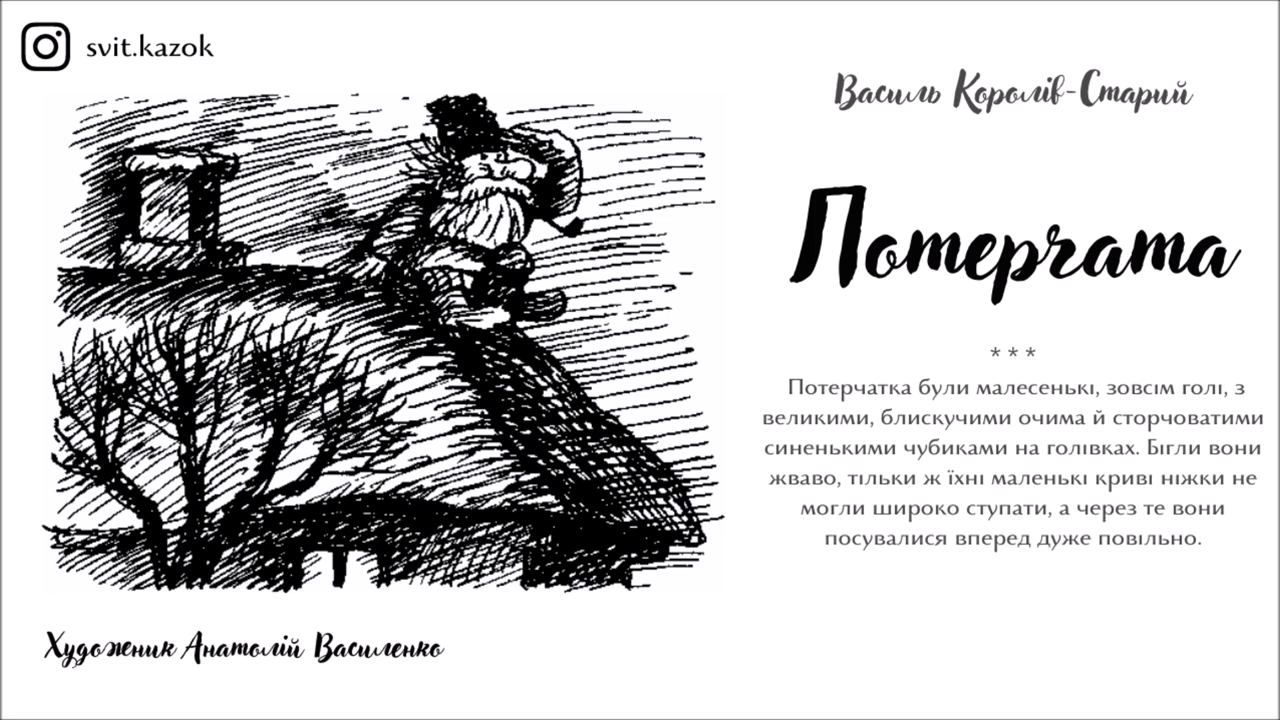 svit.kazok
Василь Королів-Старий
Потерчата
* * *
Потерчатка були малесенькі, зовсім голі, з
великими, блискучими очима й сторчоватими
синенькими чубиками на голівках. Бігли вони
жваво, тільки ж їхні маленькі криві ніжки не
могли широко ступати, а через те вони
посувалися вперед дуже повільно.
Художник Анатолій Василенко